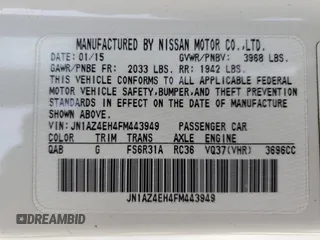 MANUFACTURED BY NISSAN MOTOR CO.,LTD.
DATE: 01/15 GVWR/PNBV: 3968 LBS.
GAWR/PNBE FR: 2033 LBS. RR: 1942 LBS.
THIS VEHICLE CONFORMS TO ALL APPLICABLE FEDERAL
MOTOR VEHICLE SAFETY,BUMPER,AND THEFT PREVENTION
STANDARDS IN EFFECT ON THE DATE OF MANUFACTURE
SHOWN ABOVE.
VIN:JN1AZ4EH4FM443949 PASSENGER CAR
COLOR TRIM TRANS AXLE ENGINE
QAB G FS6R31A RC36 VQ37(VHR) 3696CC
JN1AZ4EH4FM443949
DREAMBID